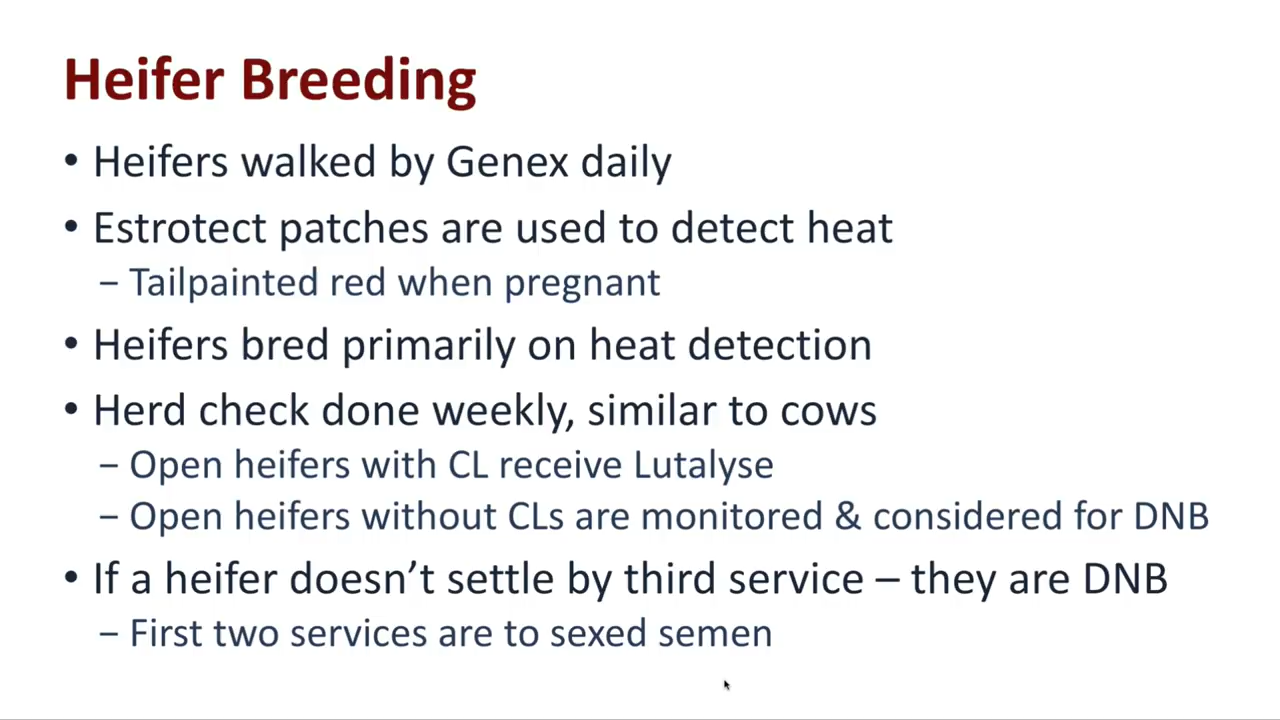 Heifer Breeding
• Heifers walked by Genex daily
• Estrotect patches are used to detect heat
– Tailpainted red when pregnant
• Heifers bred primarily on heat detection
• Herd check done weekly, similar to cows
– Open heifers with CL receive Lutalyse
– Open heifers without CLs are monitored & considered for DNB
• If a heifer doesn’t settle by third service – they are DNB
– First two services are to sexed semen